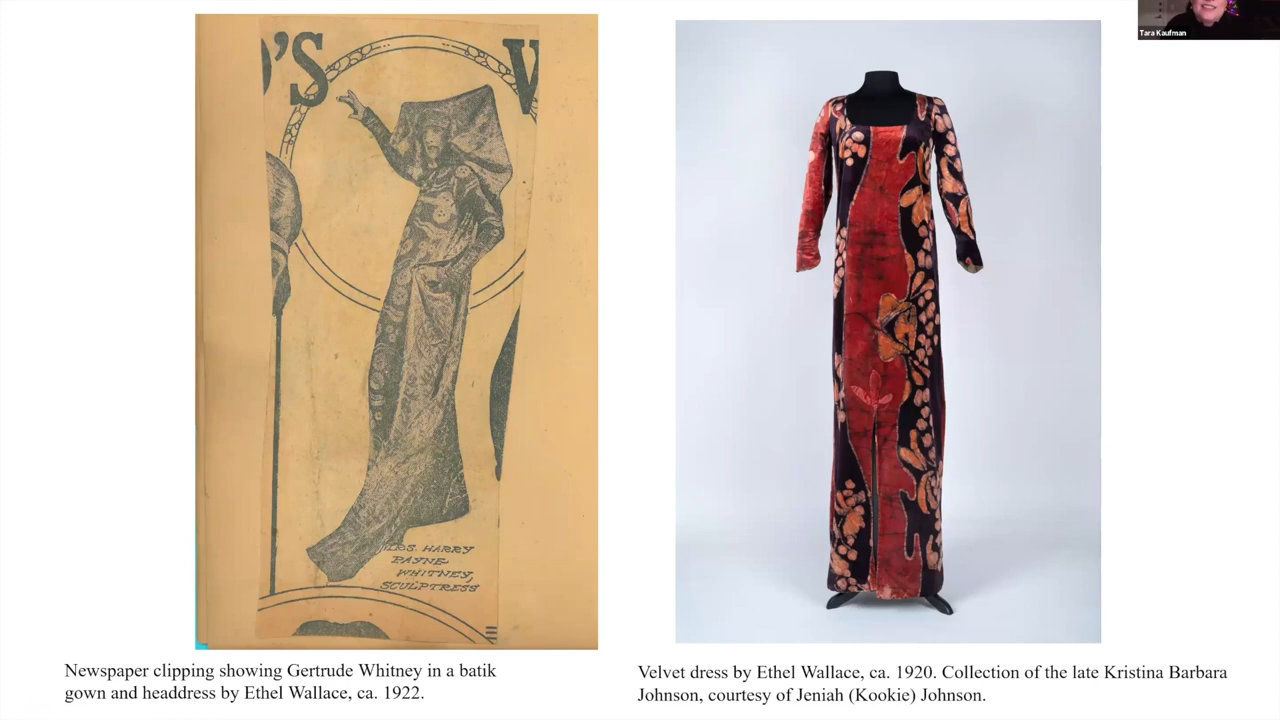 Tara Kaufman
'S
MRS. HARRY
PAYNE
WHITNEY,
SCULPTRESS
Newspaper clipping showing Gertrude Whitney in a batik
gown and headdress by Ethel Wallace, ca. 1922.
Velvet dress by Ethel Wallace, ca. 1920. Collection of the late Kristina Barbara
Johnson, courtesy of Jeniah (Kookie) Johnson.